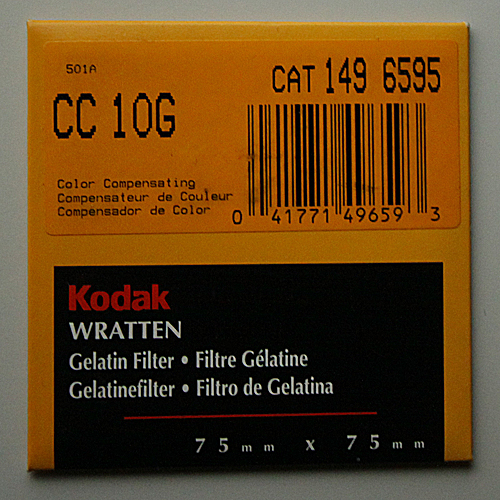 501A
CAT 149 6595
CC 10G
Color Compensating
Compensateur de Couleur
Compensador de Color
0 41771 49659 3
Kodak
WRATTEN
Gelatin Filter • Filtre Gélatine
Gelatinefilter • Filtro de Gelatina
75mm x 75mm